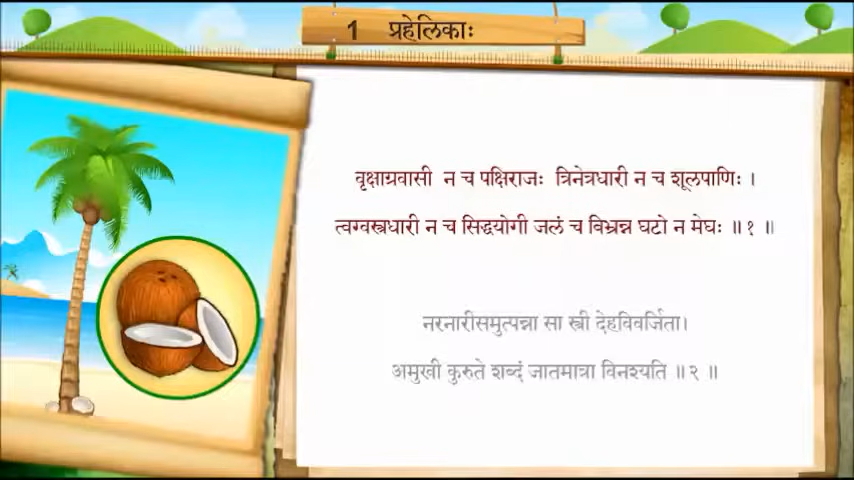 1 प्रहेलिकाः
वृक्षाग्रवासी न च पक्षिराजः त्रिनेत्रधारी न च शूलपाणिः ।
त्वग्वस्त्रधारी न च सिद्धयोगी जलं च विभ्रन्न घटो न मेघः ॥१॥
नरनारीसमुत्पन्ना सा स्त्री देहविवर्जिता।
अमुखी कुरुते शब्दं जातमात्रा विनश्यति ॥२॥